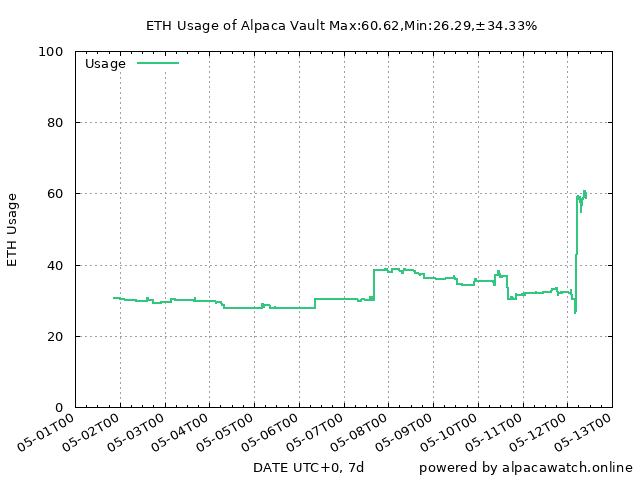 ETH Usage of Alpaca Vault Max:60.62,Min:26.29,±34.33%
100
Usage
80
60
ETH Usage
40
20
0
05-01T00 05-02T00 05-03T00 05-04T00 05-05T00 05-06T00 05-07T00 05-08T00 05-09T00 05-10T00 05-11T00 05-12T00 05-13T00
DATE UTC+0, 7d powered by alpacawatch.online